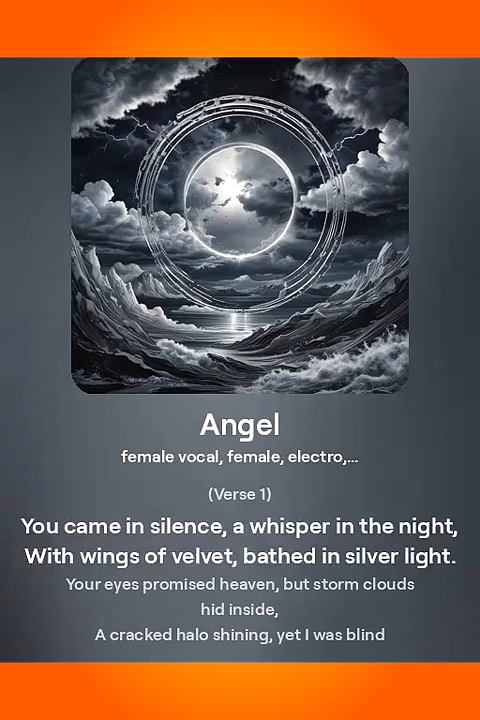 Angel
female vocal, female, electro,...
(Verse 1)
You came in silence, a whisper in the night,
With wings of velvet, bathed in silver light.
Your eyes promised heaven, but storm clouds
hid inside,
A cracked halo shining, yet I was blind